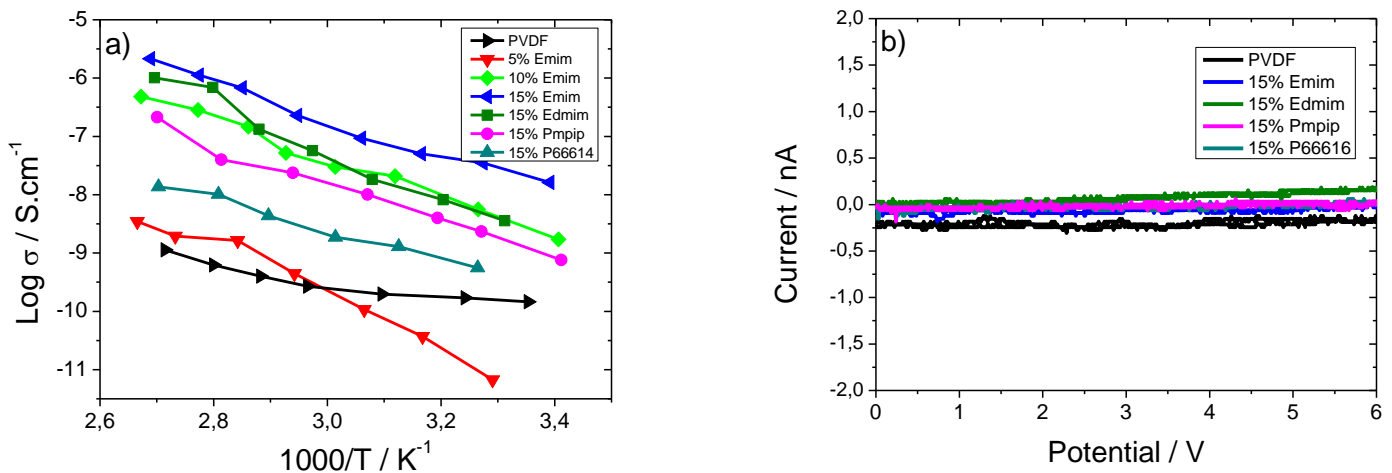 a)
-5
-6
-7
-8
-9
-10
-11
Log σ / S.cm⁻¹
2,6 2,8 3,0 3,2 3,4
1000/T / K⁻¹
PVDF
5% Emim
10% Emim
15% Emim
15% Edmim
15% Pmpip
15% P66614
b)
2,0
1,5
1,0
0,5
0,0
-0,5
-1,0
-1,5
-2,0
Current / nA
0 1 2 3 4 5 6
Potential / V
PVDF
15% Emim
15% Edmim
15% Pmpip
15% P66616